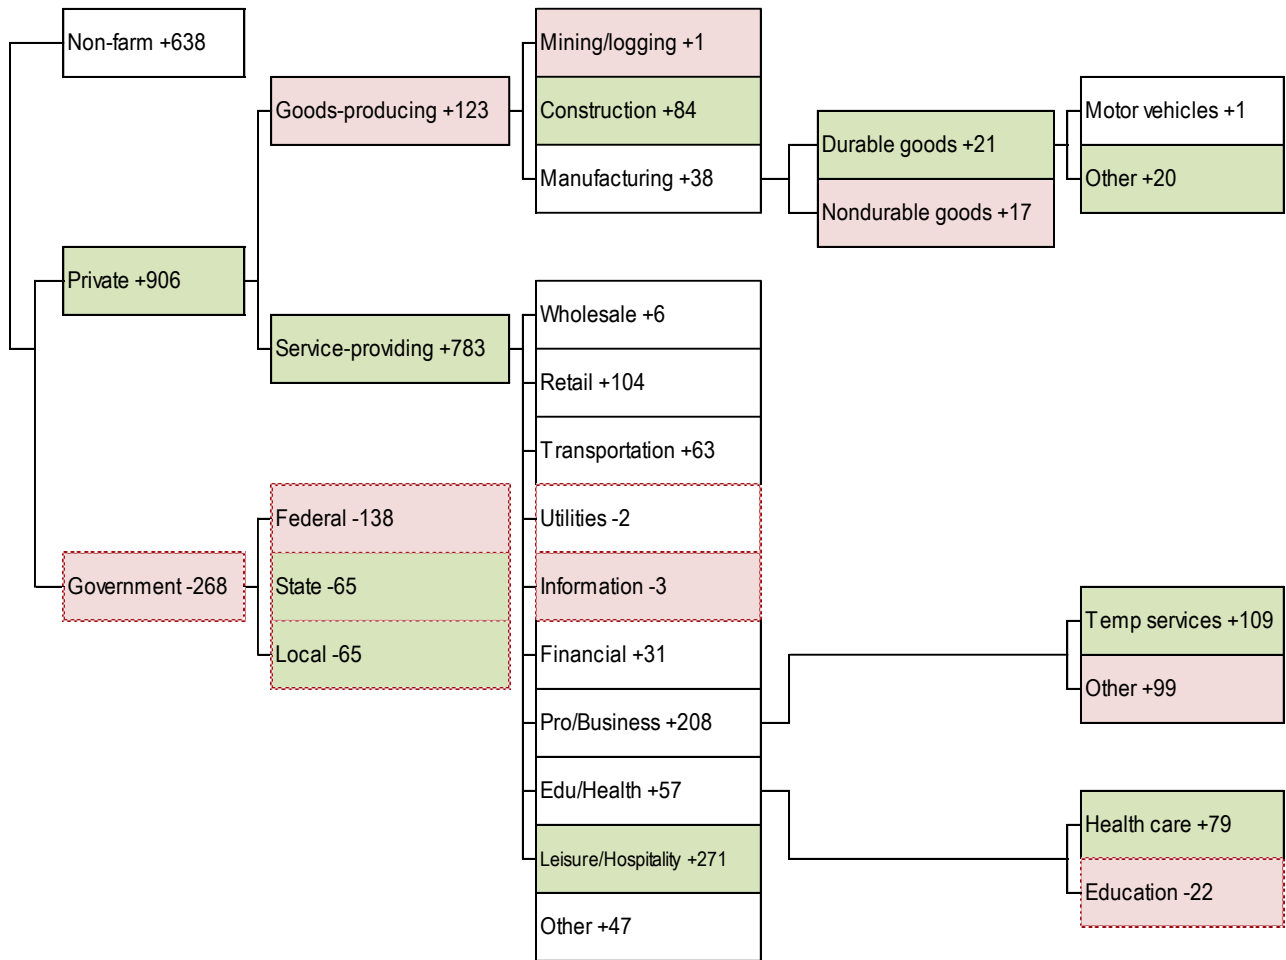 Non-farm +638
Private +906
Government -268
Goods-producing +123
Service-providing +783
Federal -138
State -65
Local -65
Mining/logging +1
Construction +84
Manufacturing +38
Wholesale +6
Retail +104
Transportation +63
Utilities -2
Information -3
Financial +31
Pro/Business +208
Edu/Health +57
Leisure/Hospitality +271
Other +47
Durable goods +21
Nondurable goods +17
Motor vehicles +1
Other +20
Temp services +109
Other +99
Health care +79
Education -22